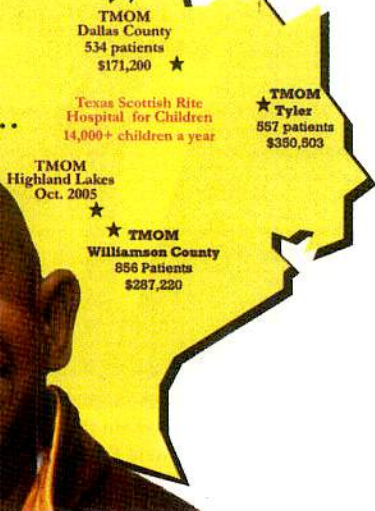 TMOM
Dallas County
534 patients
$171,200
TMOM
Tyler
557 patients
$350,503
Texas Scottish Rite
Hospital for Children
14,000+ children a year
TMOM
Highland Lakes
Oct. 2005
TMOM
Williamson County
856 Patients
$287,220